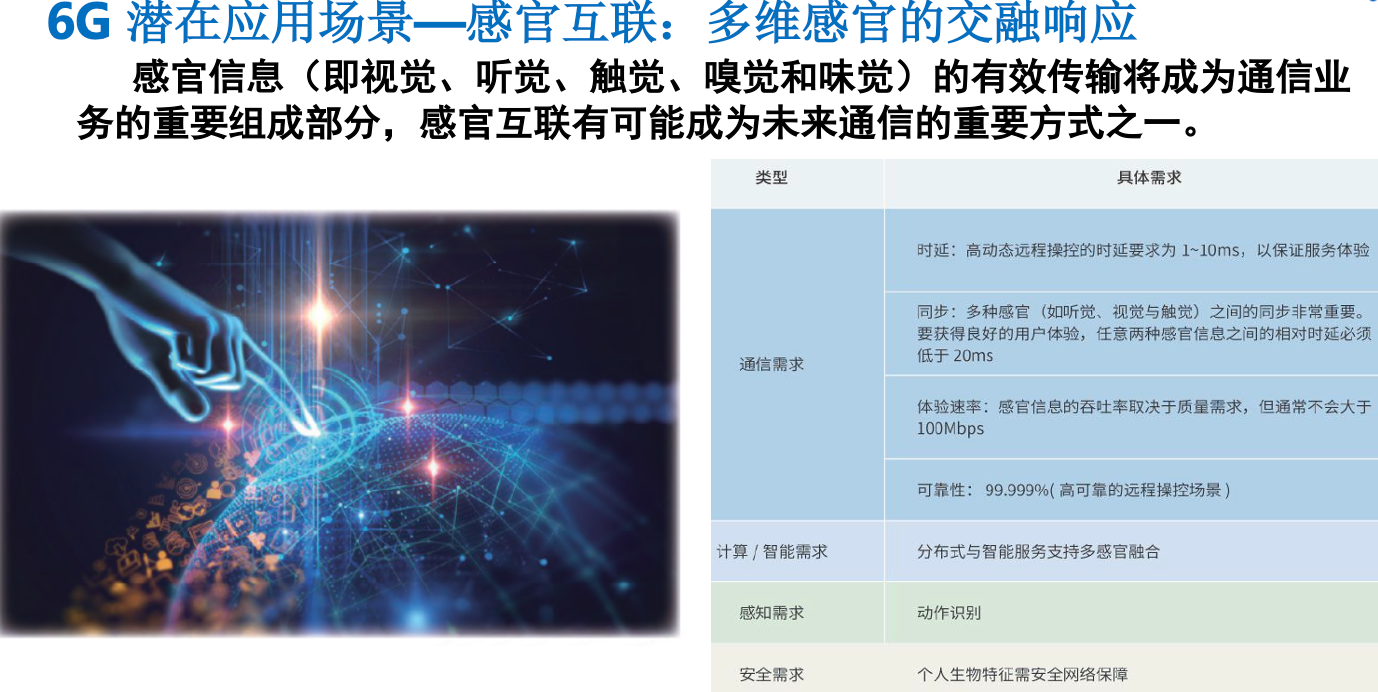 6G 潜在应用场景—感官互联：多维感官的交融响应
感官信息（即视觉、听觉、触觉、嗅觉和味觉）的有效传输将成为通信业
务的重要组成部分，感官互联有可能成为未来通信的重要方式之一。
类型
具体需求
通信需求
时延：高动态远程操控的时延要求为 1~10ms，以保证服务体验
同步：多种感官（如听觉、视觉与触觉）之间的同步非常重要。
要获得良好的用户体验，任意两种感官信息之间的相对时延必须
低于 20ms
体验速率：感官信息的吞吐率取决于质量需求，但通常不会大于
100Mbps
可靠性： 99.999%( 高可靠的远程操控场景 )
计算 / 智能需求
分布式与智能服务支持多感官融合
感知需求
动作识别
安全需求
个人生物特征需安全网络保障